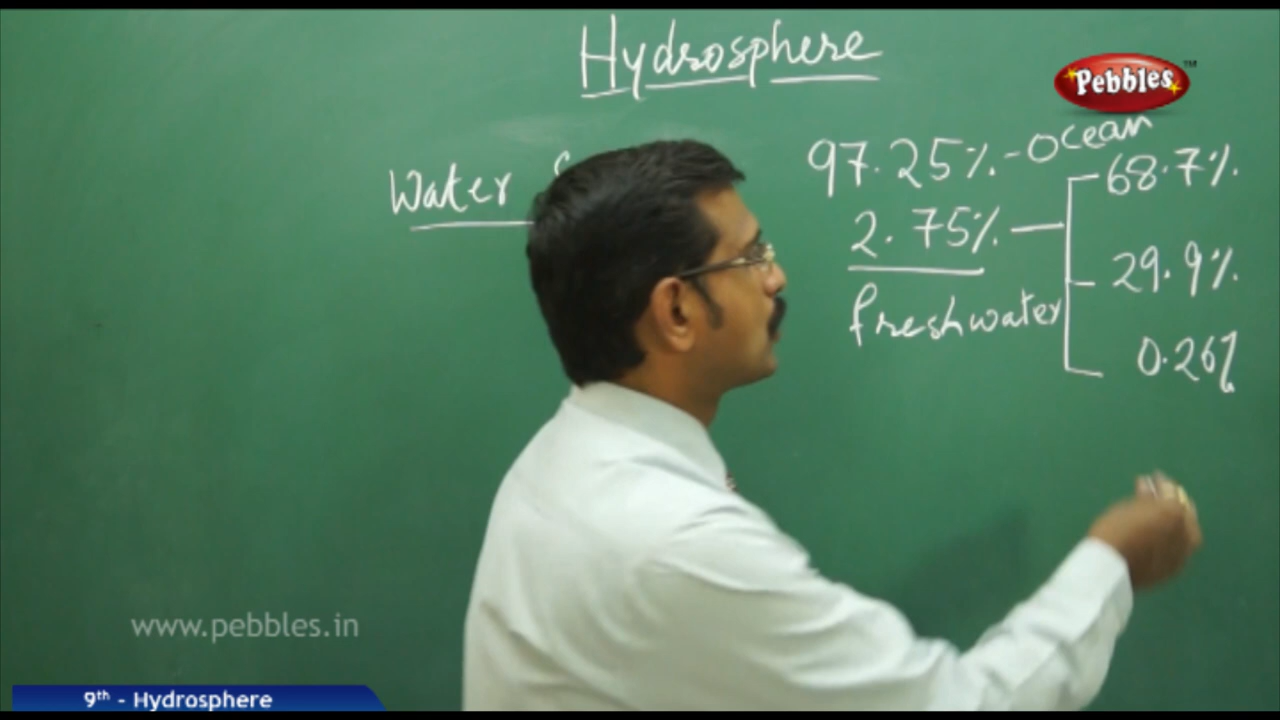 Hydrosphere
Pebbles™
Water
97.25% - Ocean
2.75%
freshwater
68.7%
29.9%
0.26%
www.pebbles.in
9th - Hydrosphere